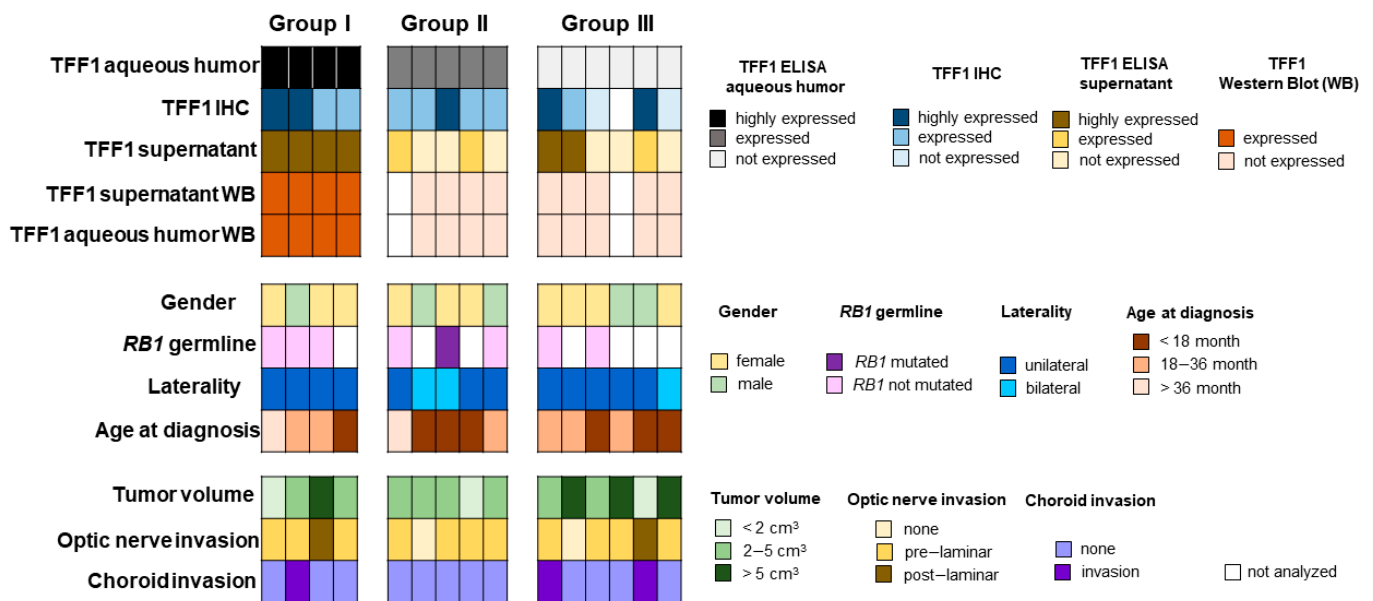 Group I
Group II
Group III
TFF1 aqueous humor
TFF1 IHC
TFF1 supernatant
TFF1 supernatant WB
TFF1 aqueous humor WB
TFF1 ELISA
aqueous humor
highly expressed
expressed
not expressed
TFF1 IHC
highly expressed
expressed
not expressed
TFF1 ELISA
supernatant
highly expressed
expressed
not expressed
TFF1
Western Blot (WB)
expressed
not expressed
Gender
RB1 germline
Laterality
Age at diagnosis
Gender
female
male
RB1 germline
RB1 mutated
RB1 not mutated
Laterality
unilateral
bilateral
Age at diagnosis
< 18 month
18–36 month
> 36 month
Tumor volume
Optic nerve invasion
Choroid invasion
Tumor volume
< 2 cm³
2–5 cm³
> 5 cm³
Optic nerve invasion
none
pre–laminar
post–laminar
Choroid invasion
none
invasion
not analyzed